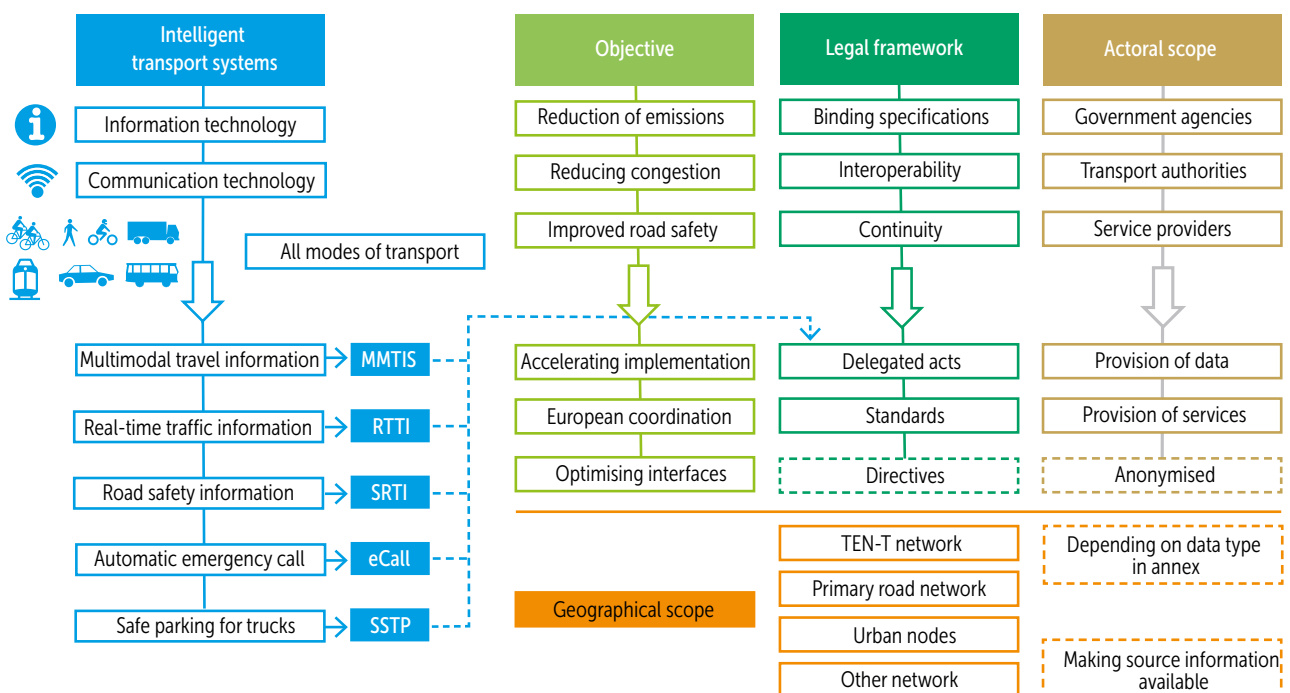 Intelligent
transport systems
Information technology
Communication technology
All modes of transport
Multimodal travel information
MMTIS
Real-time traffic information
RTTI
Road safety information
SRTI
Automatic emergency call
eCall
Safe parking for trucks
SSTP
Objective
Reduction of emissions
Reducing congestion
Improved road safety
Accelerating implementation
European coordination
Optimising interfaces
Legal framework
Binding specifications
Interoperability
Continuity
Delegated acts
Standards
Directives
Actoral scope
Government agencies
Transport authorities
Service providers
Provision of data
Provision of services
Anonymised
Geographical scope
TEN-T network
Primary road network
Urban nodes
Other network
Depending on data type
in annex
Making source information
available